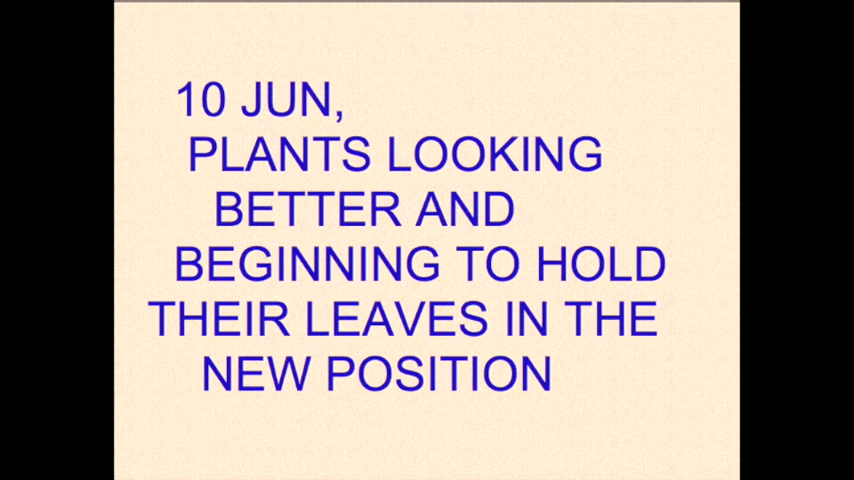 10 JUN,
PLANTS LOOKING
BETTER AND
BEGINNING TO HOLD
THEIR LEAVES IN THE
NEW POSITION